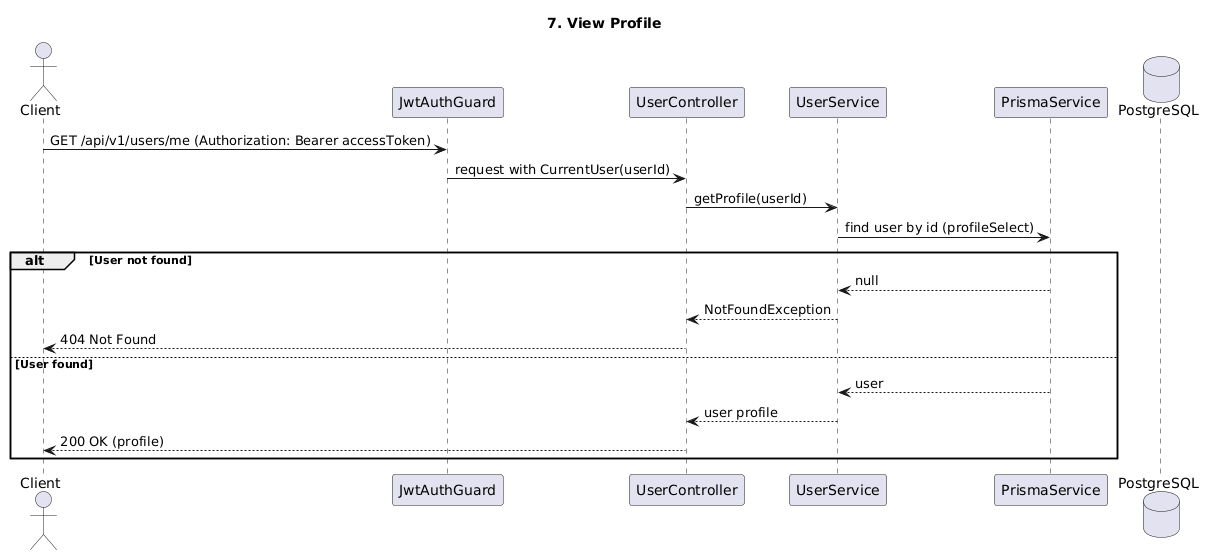 7. View Profile
Client
JwtAuthGuard
UserController
UserService
PrismaService
PostgreSQL
GET /api/v1/users/me (Authorization: Bearer accessToken)
request with CurrentUser(userId)
getProfile(userId)
find user by id (profileSelect)
alt [User not found]
null
NotFoundException
404 Not Found
[User found]
user
user profile
200 OK (profile)
Client
JwtAuthGuard
UserController
UserService
PrismaService
PostgreSQL